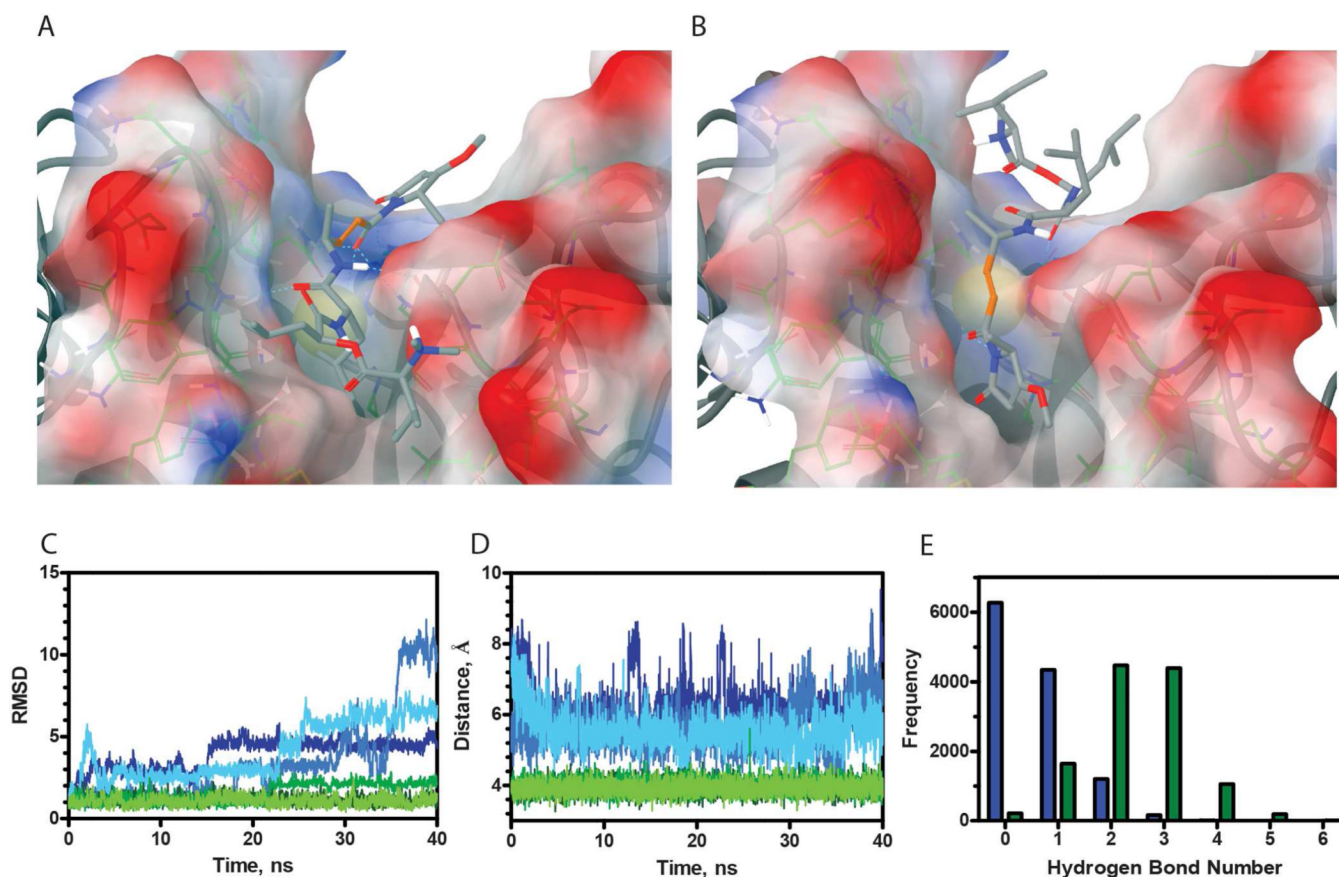 A
B
C
RMSD
15
10
5
0
0 10 20 30 40
Time, ns
D
Distance, Å
10
8
6
4
0 10 20 30 40
Time, ns
E
Frequency
6000
4000
2000
0
0 1 2 3 4 5 6
Hydrogen Bond Number